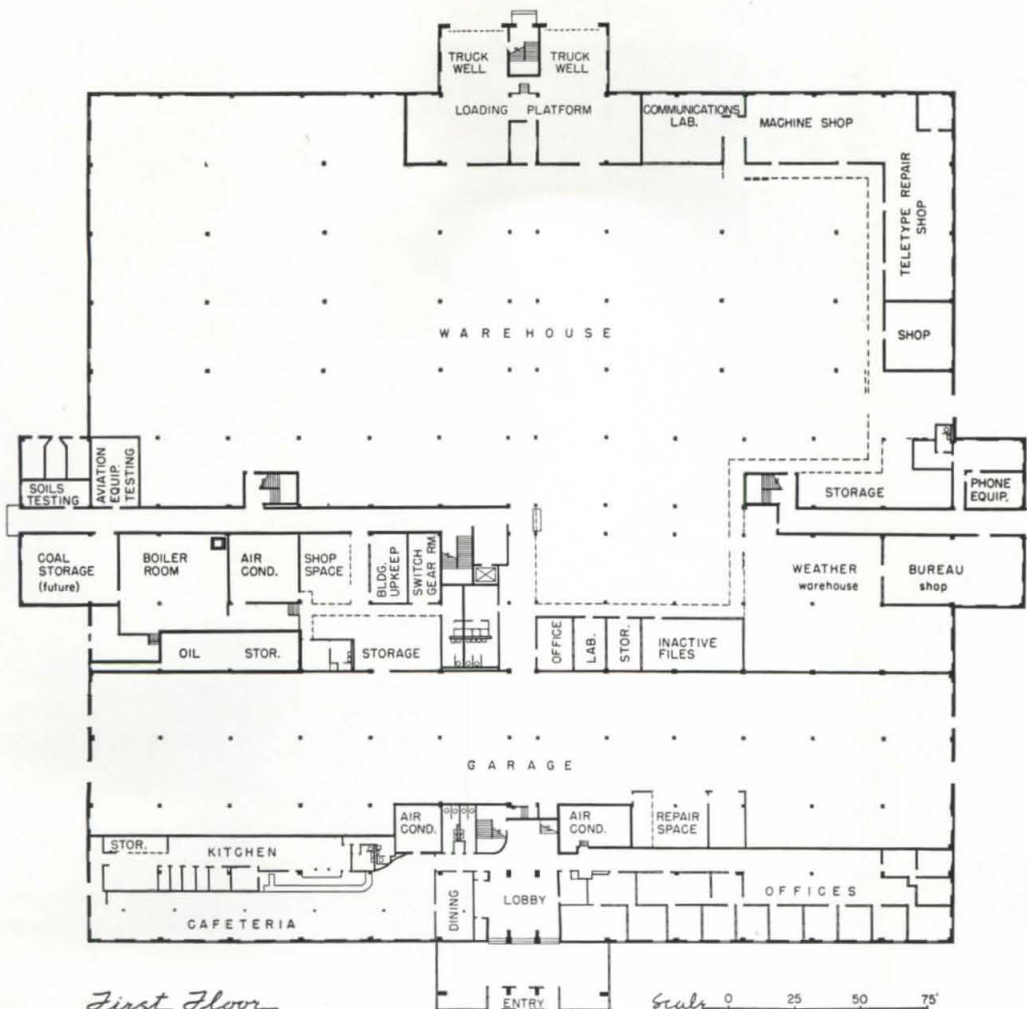 TRUCK WELL
TRUCK WELL
LOADING PLATFORM
COMMUNICATIONS LAB.
MACHINE SHOP
TELETYPE REPAIR SHOP
SHOP
WAREHOUSE
SOILS TESTING
AVIATION EQUIP. TESTING
STORAGE
PHONE EQUIP.
COAL STORAGE (future)
BOILER ROOM
AIR COND.
SHOP SPACE
BLDG. UPKEEP
SWITCH GEAR RM.
WEATHER warehouse
BUREAU shop
OIL STOR.
STORAGE
OFFICE
LAB.
STOR.
INACTIVE FILES
GARAGE
AIR COND.
AIR COND.
REPAIR SPACE
STOR.
KITCHEN
DINING
LOBBY
OFFICES
CAFETERIA
ENTRY
First Floor
Scale 0 25 50 75'